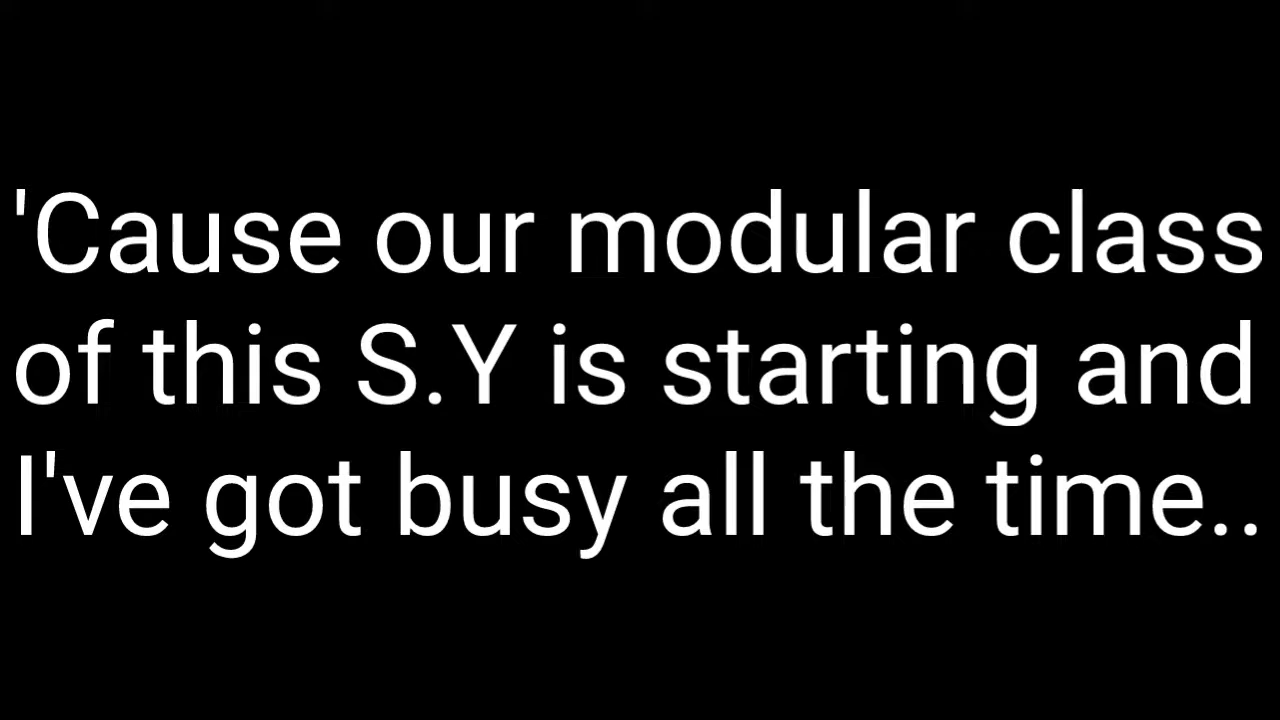 'Cause our modular class
of this S.Y is starting and
I've got busy all the time..